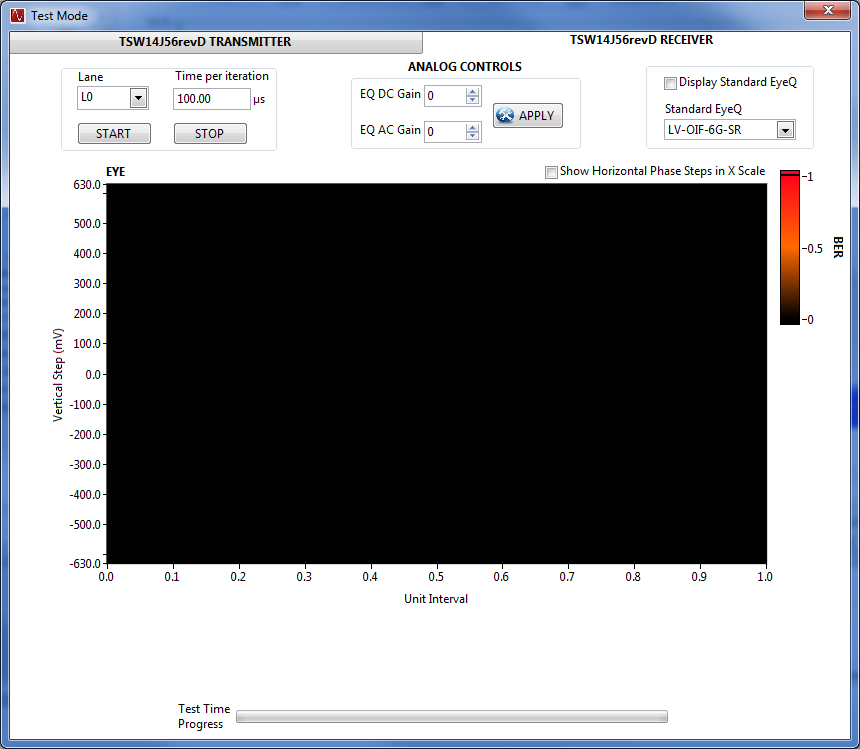 Test Mode
TSW14J56revD TRANSMITTER
TSW14J56revD RECEIVER
Lane
L0
Time per iteration
100.00 µs
START
STOP
ANALOG CONTROLS
EQ DC Gain 0
EQ AC Gain 0
APPLY
Display Standard EyeQ
Standard EyeQ
LV-OIF-6G-SR
EYE
Show Horizontal Phase Steps in X Scale
630.0
500.0
400.0
300.0
200.0
100.0
0.0
-100.0
-200.0
-300.0
-400.0
-500.0
-630.0
Vertical Step (mV)
0.0 0.1 0.2 0.3 0.4 0.5 0.6 0.7 0.8 0.9 1.0
Unit Interval
1
0.5
0
BER
Test Time
Progress